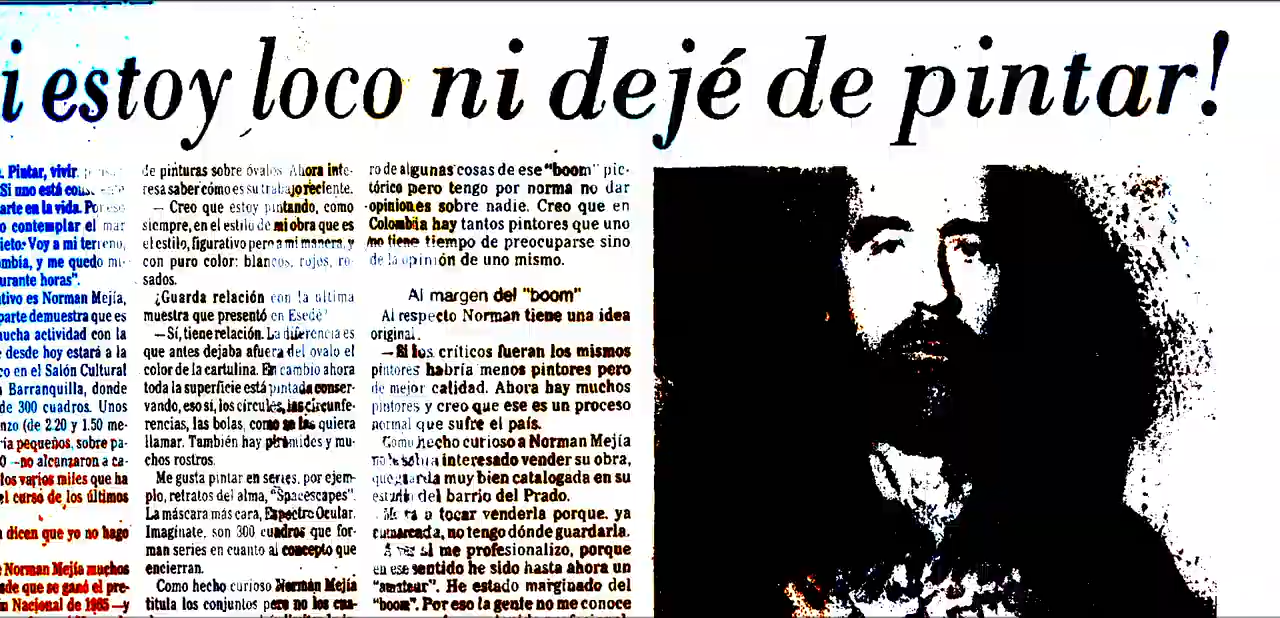 i estoy loco ni dejé de pintar!
. Pintar, vivir.
Si uno está
arte en la vida. Por eso
o contemplar el mar
ieto: Voy a mi terreno,
mbia, y me quedo mi-
urante horas".
tivo es Norman Mejía,
parte demuestra que es
mucha actividad con la
desde hoy estará a la
co en el Salón Cultural
Barranquilla, donde
de 300 cuadros. Unos
nzo (de 2.20 y 1.50 me-
ría pequeños, sobre pa-
0 —no alcanzaron a ca-
los varios miles que ha
el curso de los últimos
dicen que yo no hago
Norman Mejía muchos
sde que se ganó el pre-
n Nacional de 1965 —y
de pinturas sobre óvalos. Ahora inte-
resa saber cómo es su trabajo reciente.
— Creo que estoy pintando, como
siempre, en el estilo de mi obra que es
el estilo, figurativo pero a mi manera, y
con puro color: blancos, rojos, ro-
sados.
¿Guarda relación con la última
muestra que presentó en Esede?
—Sí, tiene relación. La diferencia es
que antes dejaba afuera del ovalo el
color de la cartulina. En cambio ahora
toda la superficie está pintada conser-
vando, eso sí, los círculos, las circunfe-
rencias, las bolas, como se las quiera
llamar. También hay pirámides y mu-
chos rostros.
Me gusta pintar en series, por ejem-
plo, retratos del alma, "Spacescapes".
La máscara más cara, Espectro Ocular.
Imagínate, son 300 cuadros que for-
man series en cuanto al concepto que
encierran.
Como hecho curioso Norman Mejía
titula los conjuntos pero no los cua-
ro de algunas cosas de ese "boom" pic-
tórico pero tengo por norma no dar
opiniones sobre nadie. Creo que en
Colombia hay tantos pintores que uno
no tiene tiempo de preocuparse sino
de la opinión de uno mismo.
Al margen del "boom"
Al respecto Norman tiene una idea
original.
—Si los críticos fueran los mismos
pintores habría menos pintores pero
de mejor calidad. Ahora hay muchos
pintores y creo que ese es un proceso
normal que sufre el país.
Como hecho curioso a Norman Mejía
no le interesado vender su obra,
que guarda muy bien catalogada en su
estudio del barrio del Prado.
Me va a tocar venderla porque, ya
enmarcada, no tengo dónde guardarla.
A ver si me profesionalizo, porque
en ese sentido he sido hasta ahora un
"amateur". He estado marginado del
"boom". Por eso la gente no me conoce